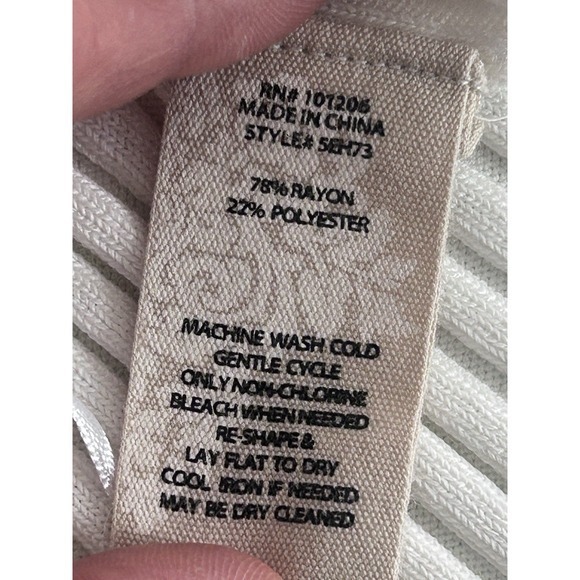 RN# 101206
MADE IN CHINA
STYLE# 5EH73
78% RAYON
22% POLYESTER
MACHINE WASH COLD
GENTLE CYCLE
ONLY NON-CHLORINE
BLEACH WHEN NEEDED
RE-SHAPE &
LAY FLAT TO DRY
COOL IRON IF NEEDED
MAY BE DRY CLEANED